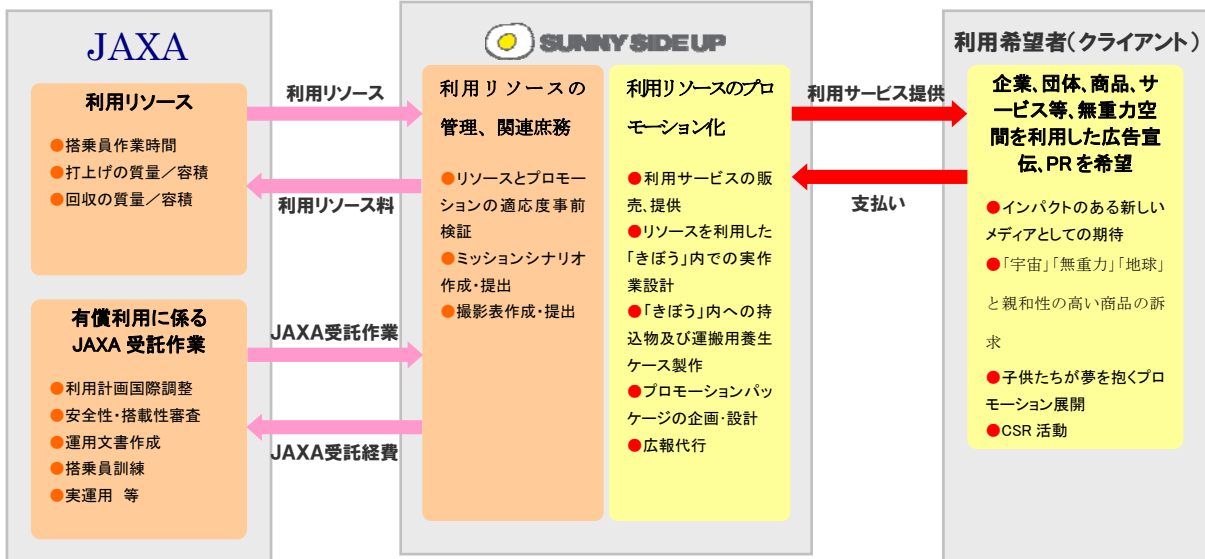 JAXA
利用リソース
●搭乗員作業時間
●打上げの質量／容積
●回収の質量／容積
有償利用に係る
JAXA 受託作業
●利用計画国際調整
●安全性・搭載性審査
●運用文書作成
●搭乗員訓練
●実運用 等
利用リソース
利用リソース料
JAXA受託作業
JAXA受託経費
SUNNY SIDE UP
利用リソースの
管理、関連庶務
●リソースとプロモー
ションの適応度事前
検証
●ミッションシナリオ
作成・提出
●撮影表作成・提出
利用リソースのプロ
モーション化
●利用サービスの販
売、提供
●リソースを利用した
「きぼう」内での実作
業設計
●「きぼう」内への持
込物及び運搬用養生
ケース製作
●プロモーションパッ
ケージの企画・設計
●広報代行
利用サービス提供
支払い
利用希望者(クライアント)
企業、団体、商品、サ
ービス等、無重力空
間を利用した広告宣
伝、PR を希望
●インパクトのある新しい
メディアとしての期待
●「宇宙」「無重力」「地球」
と親和性の高い商品の訴
求
●子供たちが夢を抱くプロ
モーション展開
●CSR 活動